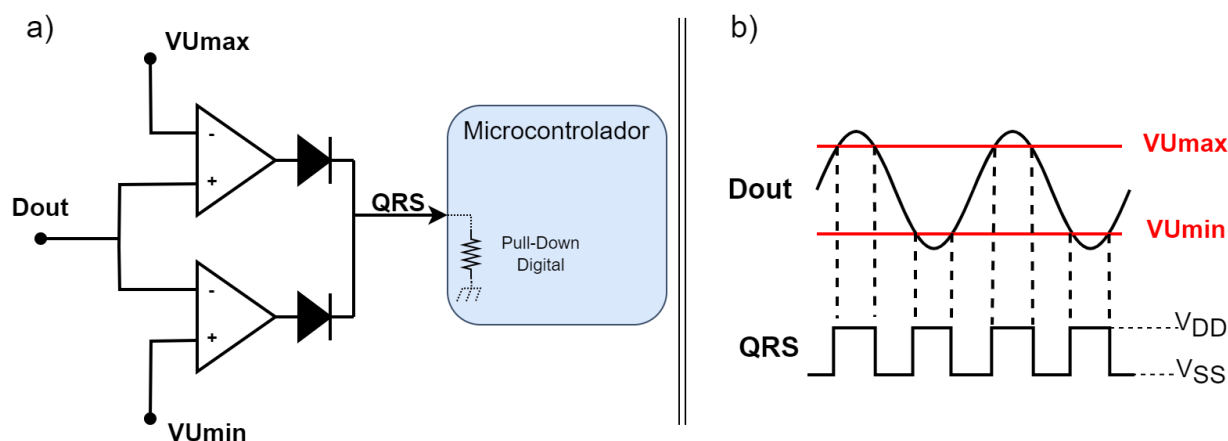 a)
VUmax
-
+
Dout
-
+
VUmin
QRS
Microcontrolador
Pull-Down
Digital
b)
VUmax
Dout
VUmin
QRS
VDD
VSS